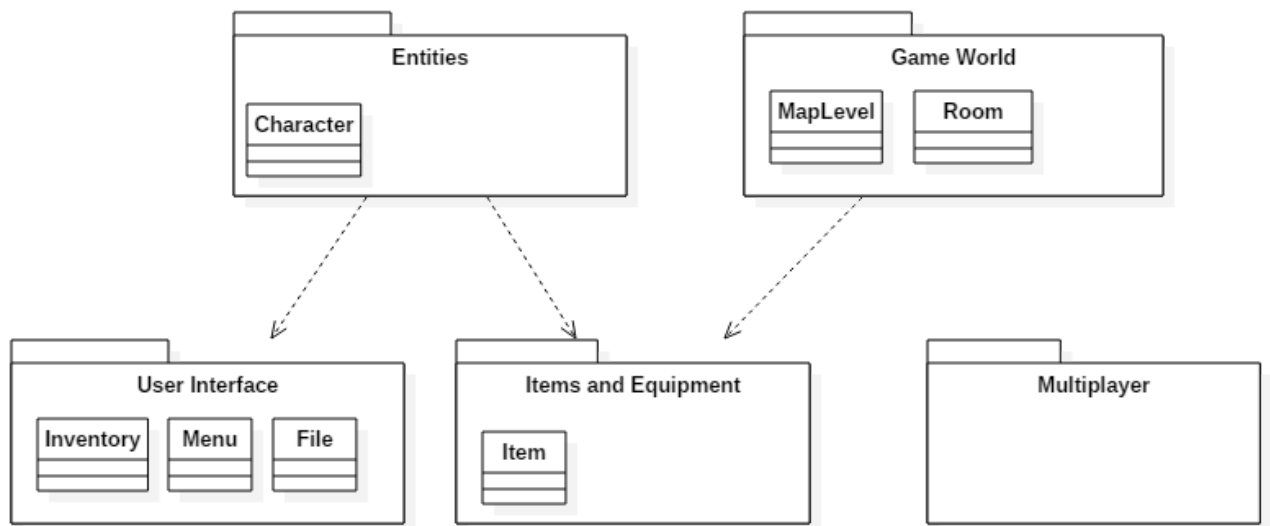 Entities
Character
Game World
MapLevel
Room
User Interface
Inventory
Menu
File
Items and Equipment
Item
Multiplayer